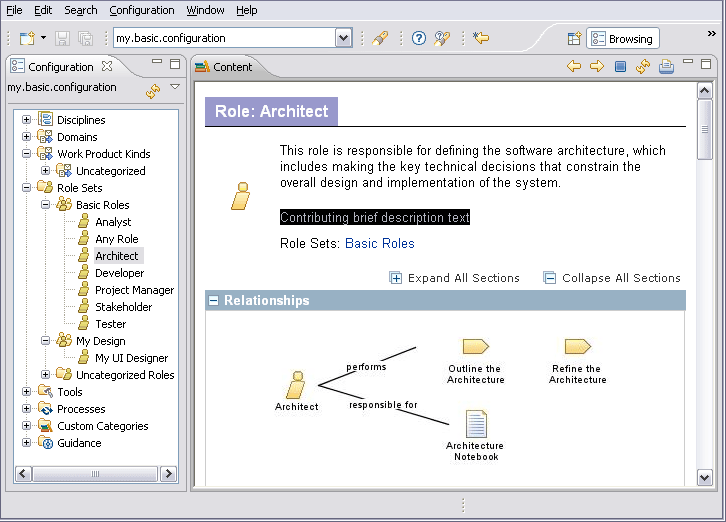 File Edit Search Configuration Window Help
my.basic.configuration
Browsing
»
Configuration
my.basic.configuration
Disciplines
Domains
Work Product Kinds
Uncategorized
Role Sets
Basic Roles
Analyst
Any Role
Architect
Developer
Project Manager
Stakeholder
Tester
My Design
My UI Designer
Uncategorized Roles
Tools
Processes
Custom Categories
Guidance
Content
Role: Architect
This role is responsible for defining the software architecture, which
includes making the key technical decisions that constrain the
overall design and implementation of the system.
Contributing brief description text
Role Sets: Basic Roles
Expand All Sections Collapse All Sections
Relationships
performs
Outline the
Architecture
Refine the
Architecture
Architect
responsible for
Architecture
Notebook